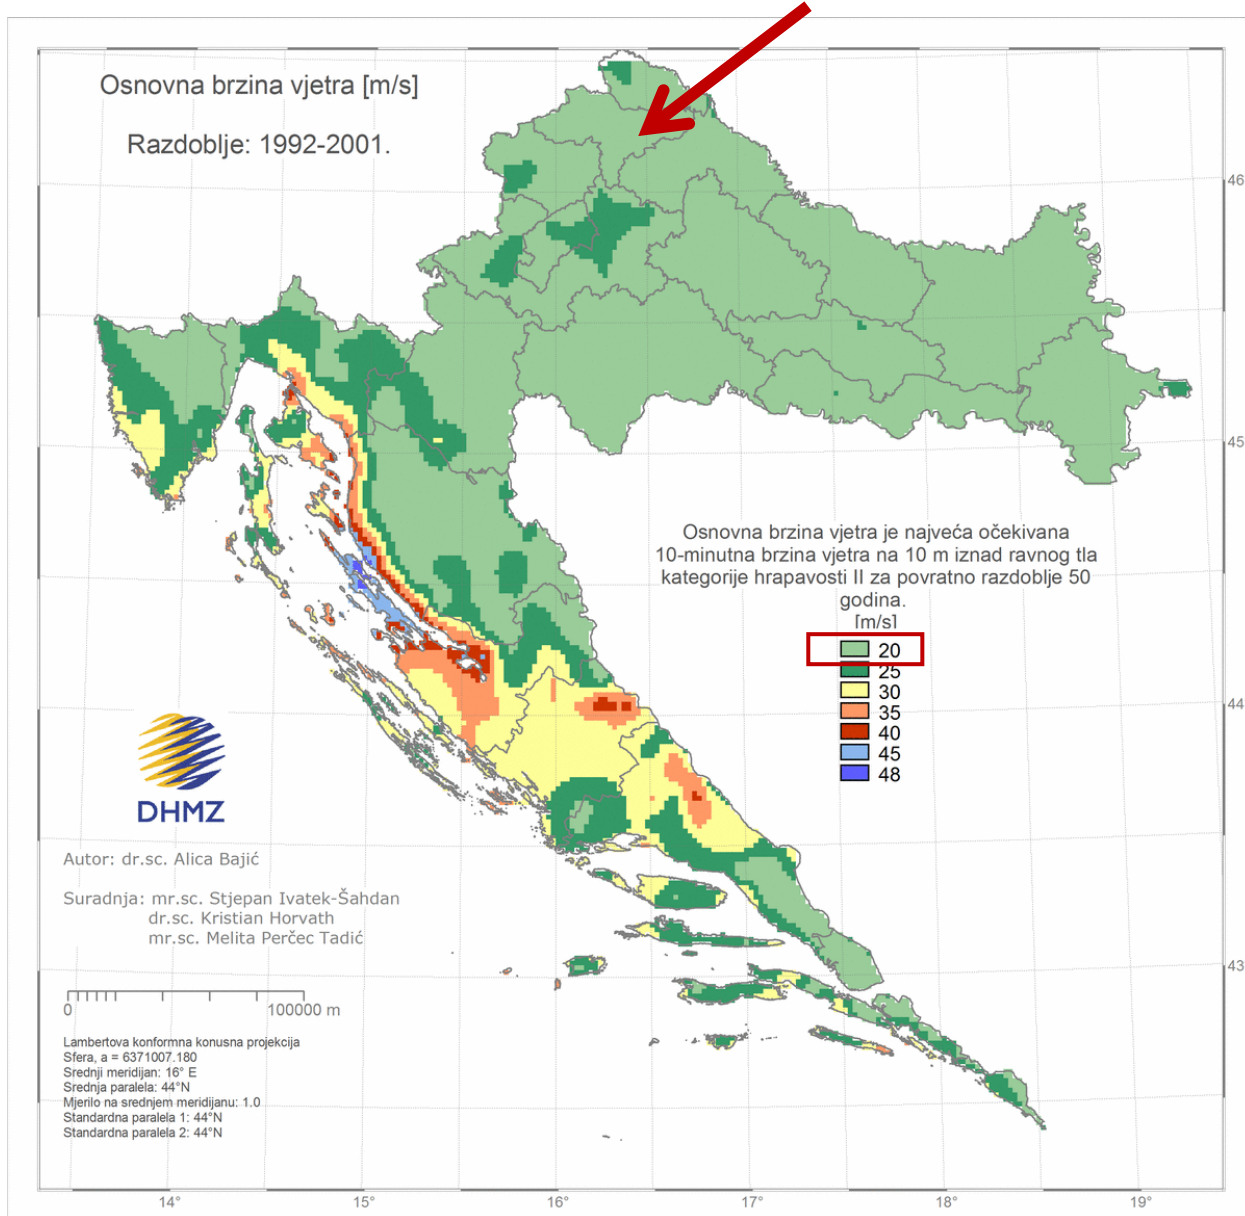 Osnovna brzina vjetra [m/s]
Razdoblje: 1992-2001.
46
45
Osnovna brzina vjetra je najveća očekivana
10-minutna brzina vjetra na 10 m iznad ravnog tla
kategorije hrapavosti II za povratno razdoblje 50
godina.
[m/s]
20
25
30
35
40
45
48
44
DHMZ
Autor: dr.sc. Alica Bajić
Suradnja: mr.sc. Stjepan Ivatek-Šahdan
dr.sc. Kristian Horvath
mr.sc. Melita Perčec Tadić
43
0 100000 m
Lambertova konformna konusna projekcija
Sfera, a = 6371007.180
Srednji meridijan: 16° E
Srednja paralela: 44°N
Mjerilo na srednjem meridijanu: 1.0
Standardna paralela 1: 44°N
Standardna paralela 2: 44°N
14° 15° 16° 17° 18° 19°